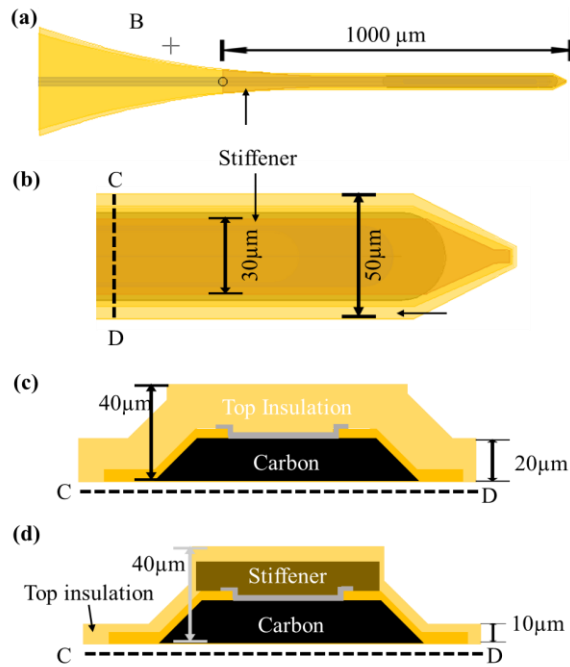 (a)
B
1000 µm
Stiffener
(b)
C
30µm
50µm
D
(c)
40µm
Top Insulation
Carbon
20µm
C
D
(d)
40µm
Stiffener
Top insulation
Carbon
10µm
C
D